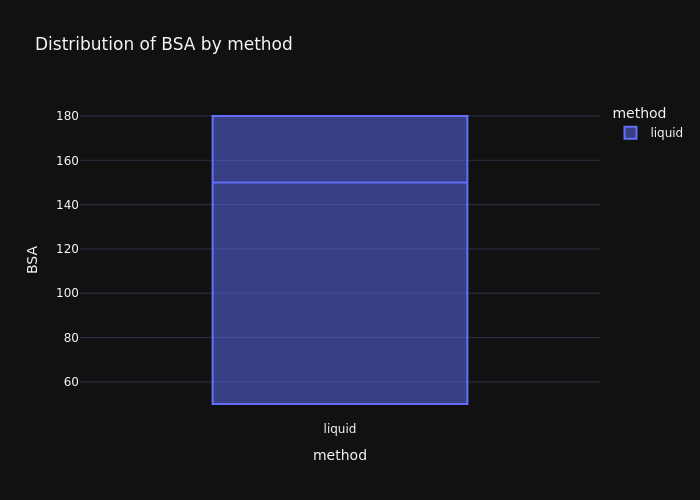 Distribution of BSA by method
180
160
140
120
100
80
60
BSA
liquid
method
method
liquid